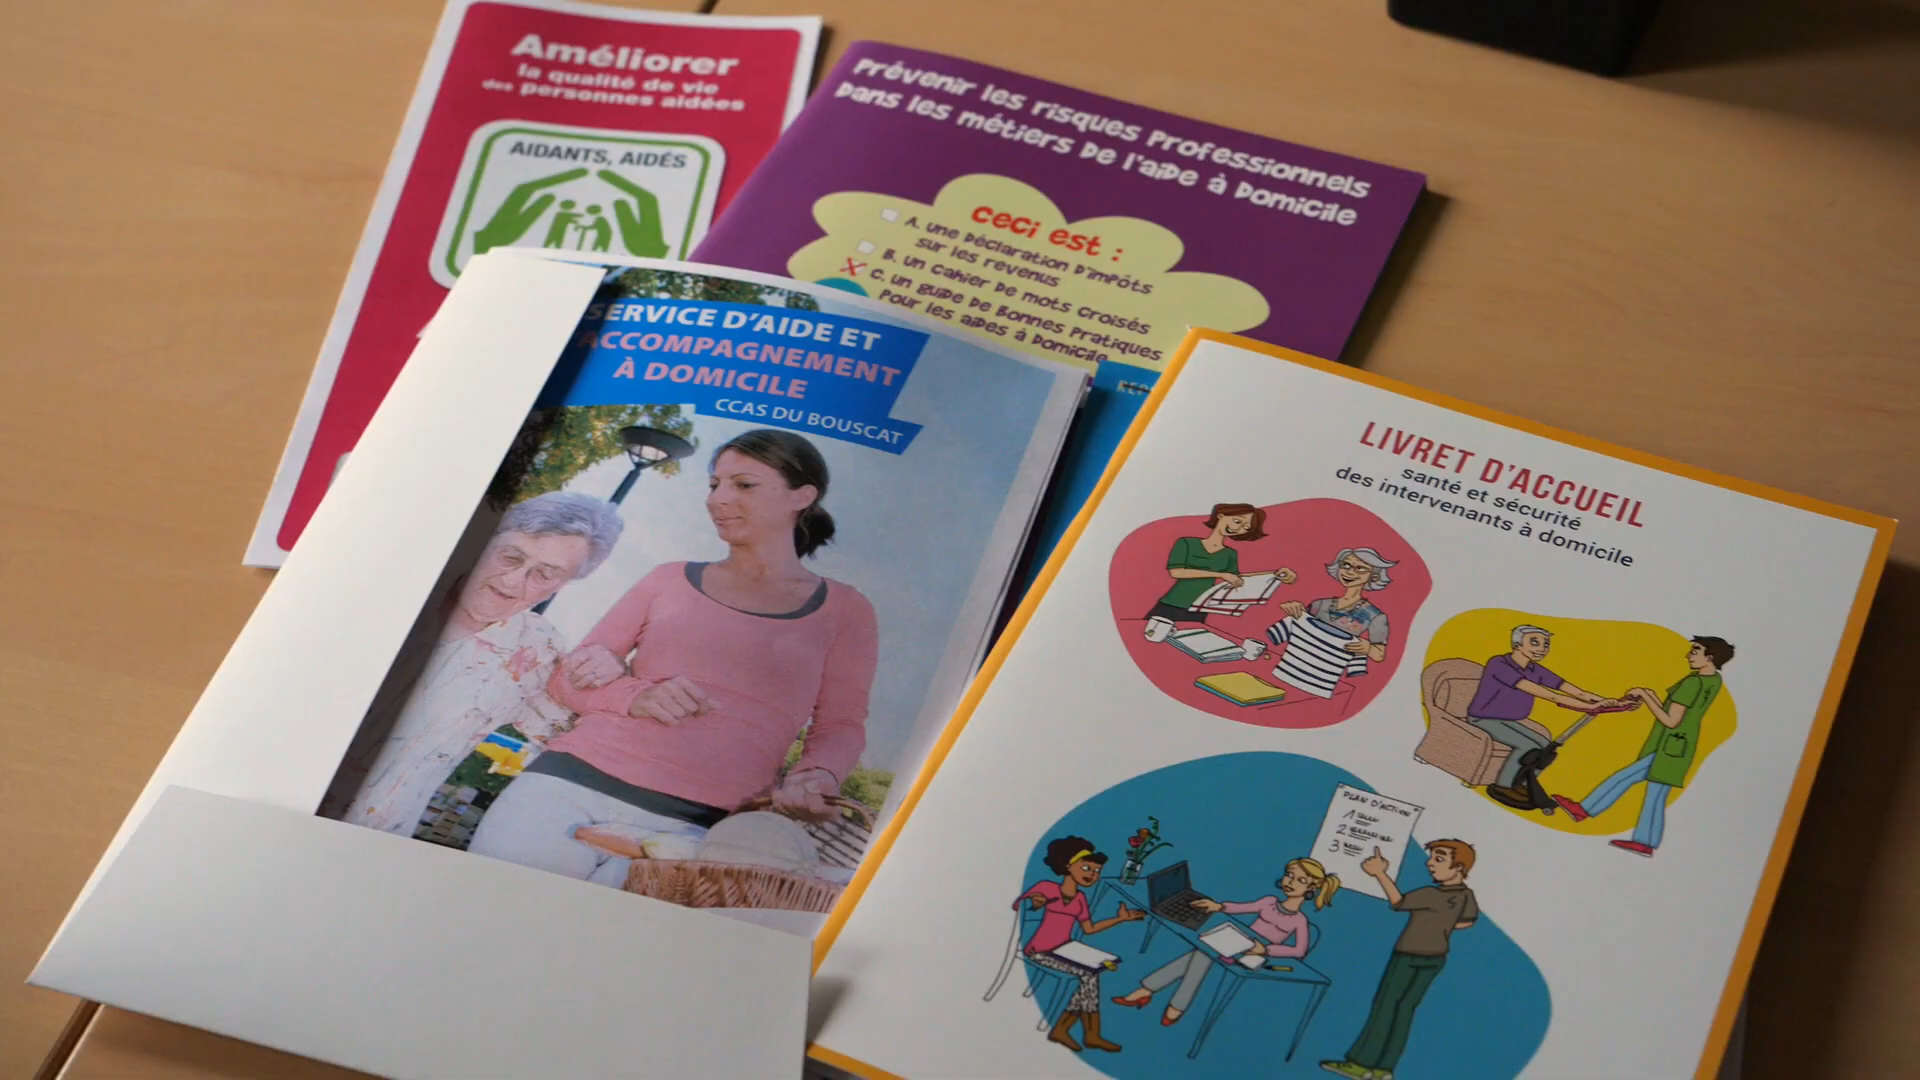 Améliorer
la qualité de vie
des personnes aidées
AIDANTS, AIDÉS
Prévenir les risques Professionnels
Dans les métiers De l'aide à Domicile
ceci est :
A. une Déclaration D'impôts
sur les revenus
B. un cahier De mots croisés
C. un guide De Bonnes Pratiques
Pour les aides à Domicile
SERVICE D'AIDE ET
ACCOMPAGNEMENT
À DOMICILE
CCAS DU BOUSCAT
LIVRET D'ACCUEIL
santé et sécurité
des intervenants à domicile
PLAN D'ACTION
1
2
3